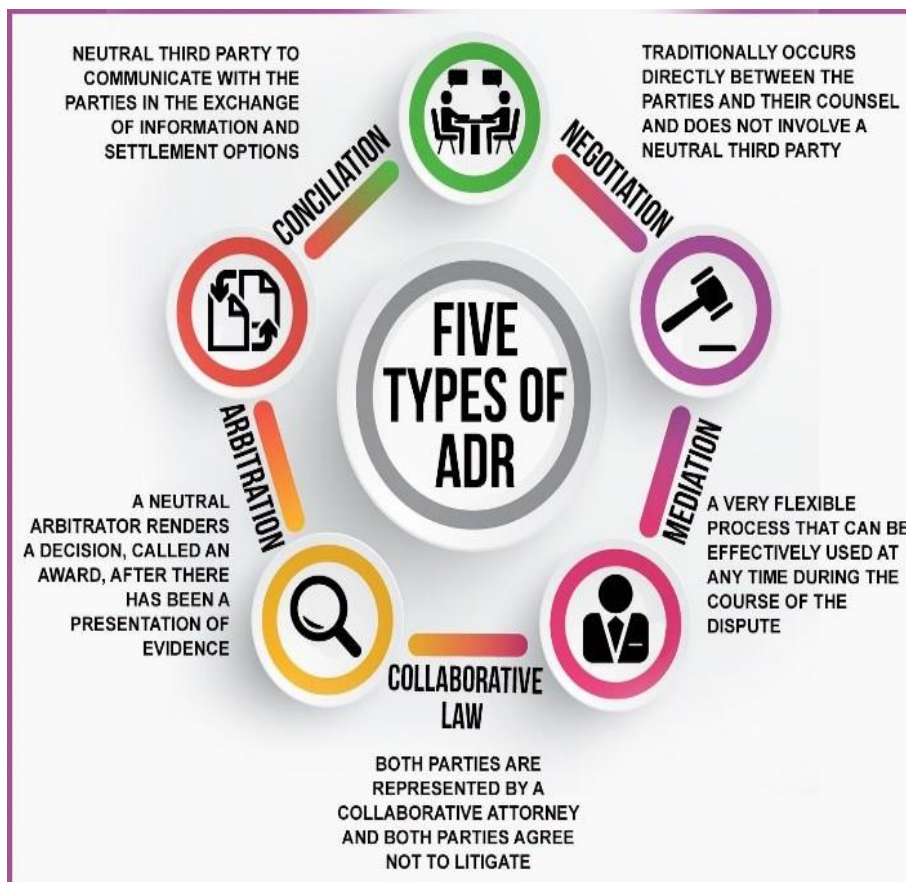 NEUTRAL THIRD PARTY TO
COMMUNICATE WITH THE
PARTIES IN THE EXCHANGE
OF INFORMATION AND
SETTLEMENT OPTIONS
CONCILIATION
TRADITIONALLY OCCURS
DIRECTLY BETWEEN THE
PARTIES AND THEIR COUNSEL
AND DOES NOT INVOLVE A
NEUTRAL THIRD PARTY
NEGOTIATION
FIVE
TYPES OF
ADR
ARBITRATION
A NEUTRAL
ARBITRATOR RENDERS
A DECISION, CALLED AN
AWARD, AFTER THERE
HAS BEEN A
PRESENTATION OF
EVIDENCE
MEDIATION
A VERY FLEXIBLE
PROCESS THAT CAN BE
EFFECTIVELY USED AT
ANY TIME DURING THE
COURSE OF THE
DISPUTE
COLLABORATIVE
LAW
BOTH PARTIES ARE
REPRESENTED BY A
COLLABORATIVE ATTORNEY
AND BOTH PARTIES AGREE
NOT TO LITIGATE